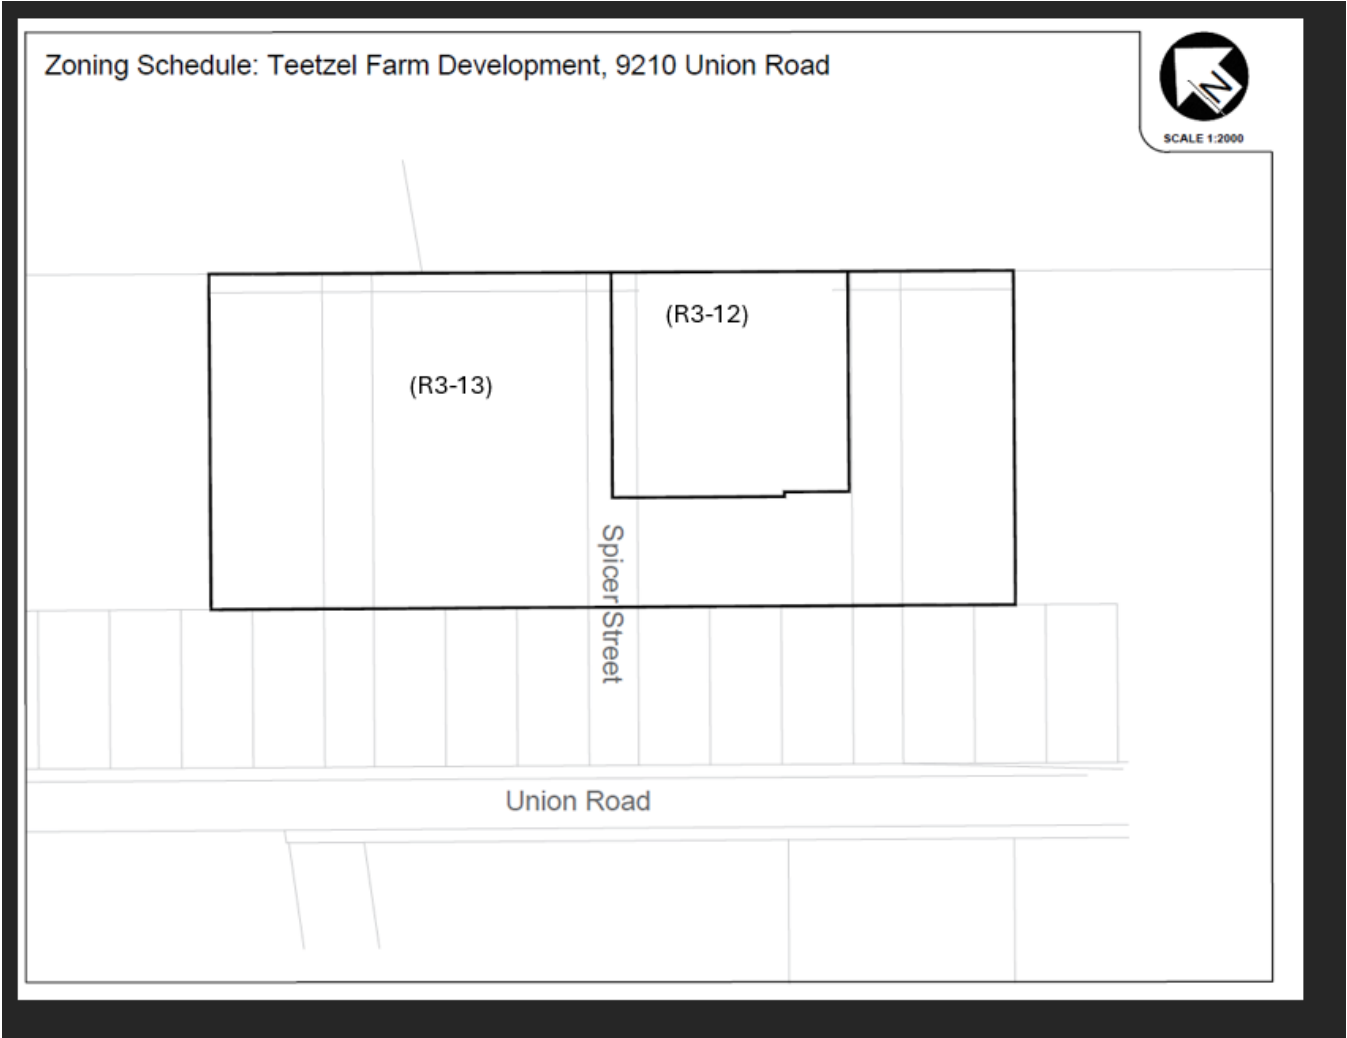 Zoning Schedule: Teetzel Farm Development, 9210 Union Road
N
SCALE 1:2000
(R3-12)
(R3-13)
Spicer Street
Union Road